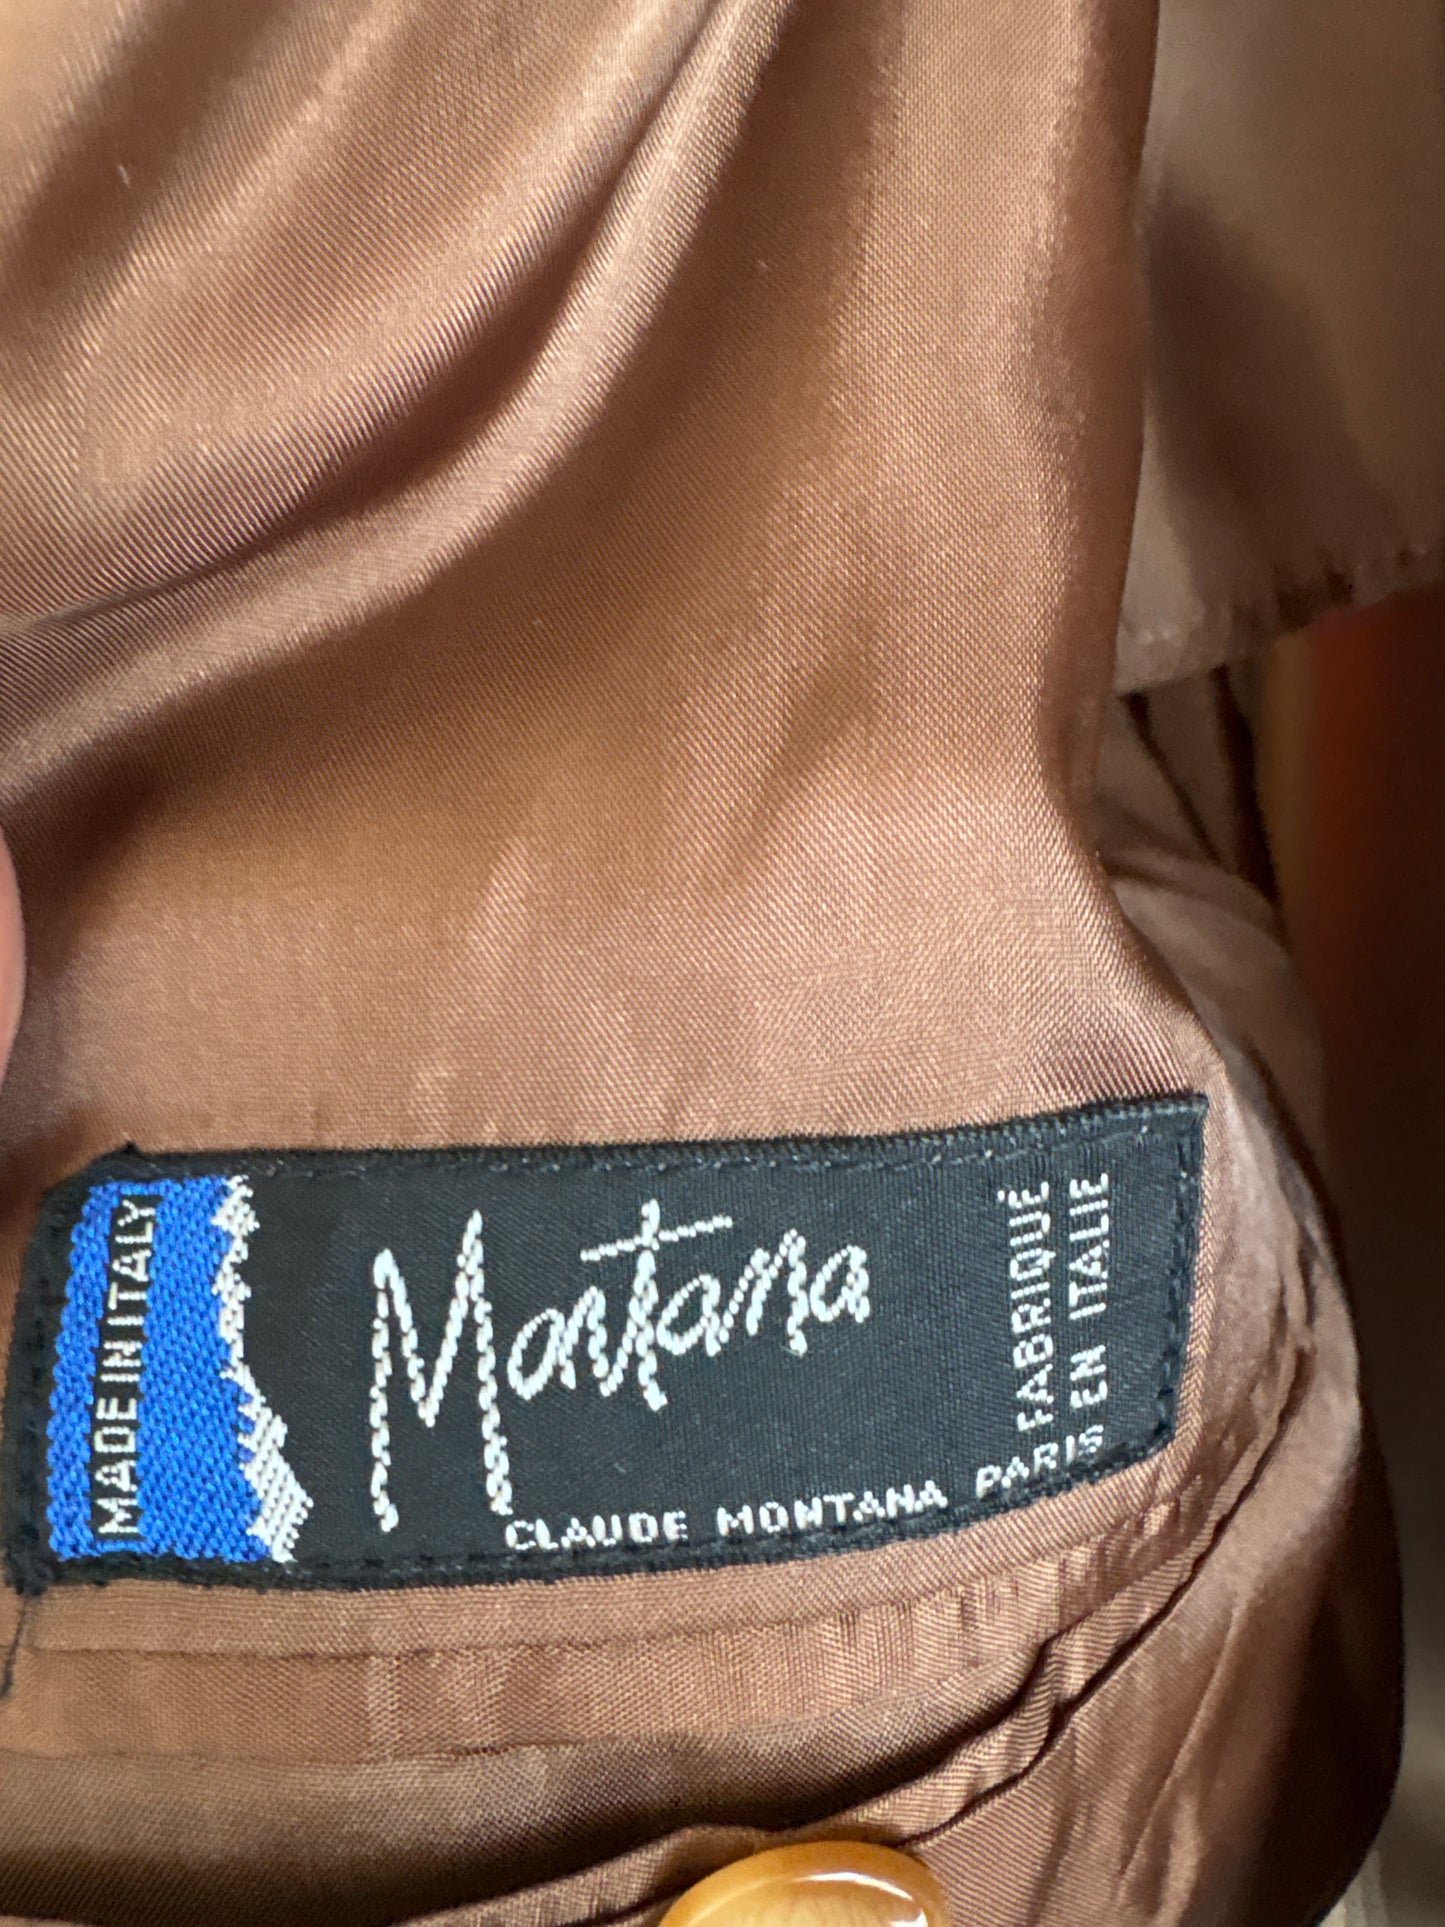 MADE IN ITALY
Montana
FABRIQUÉ
EN ITALIE
CLAUDE MONTANA PARIS